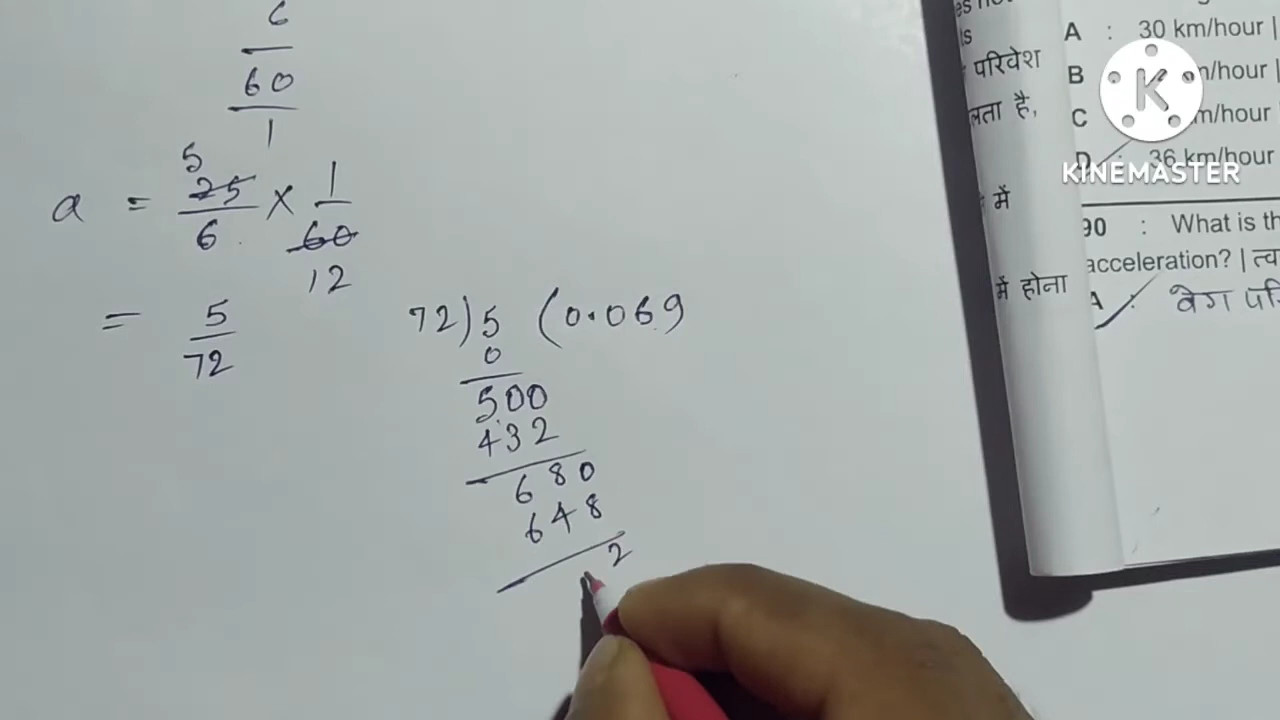 6
60
1
5
a = 25 × 1
6 60
12
= 5
72
72) 5 (0.069
0
500
432
680
648
2
परिवेश
लता है,
में
में होना
A : 30 km/hour |
B m/hour |
C m/hour
D 36 km/hour
KINEMASTER
90 : What is th
acceleration? | त्व
A : वेग परि